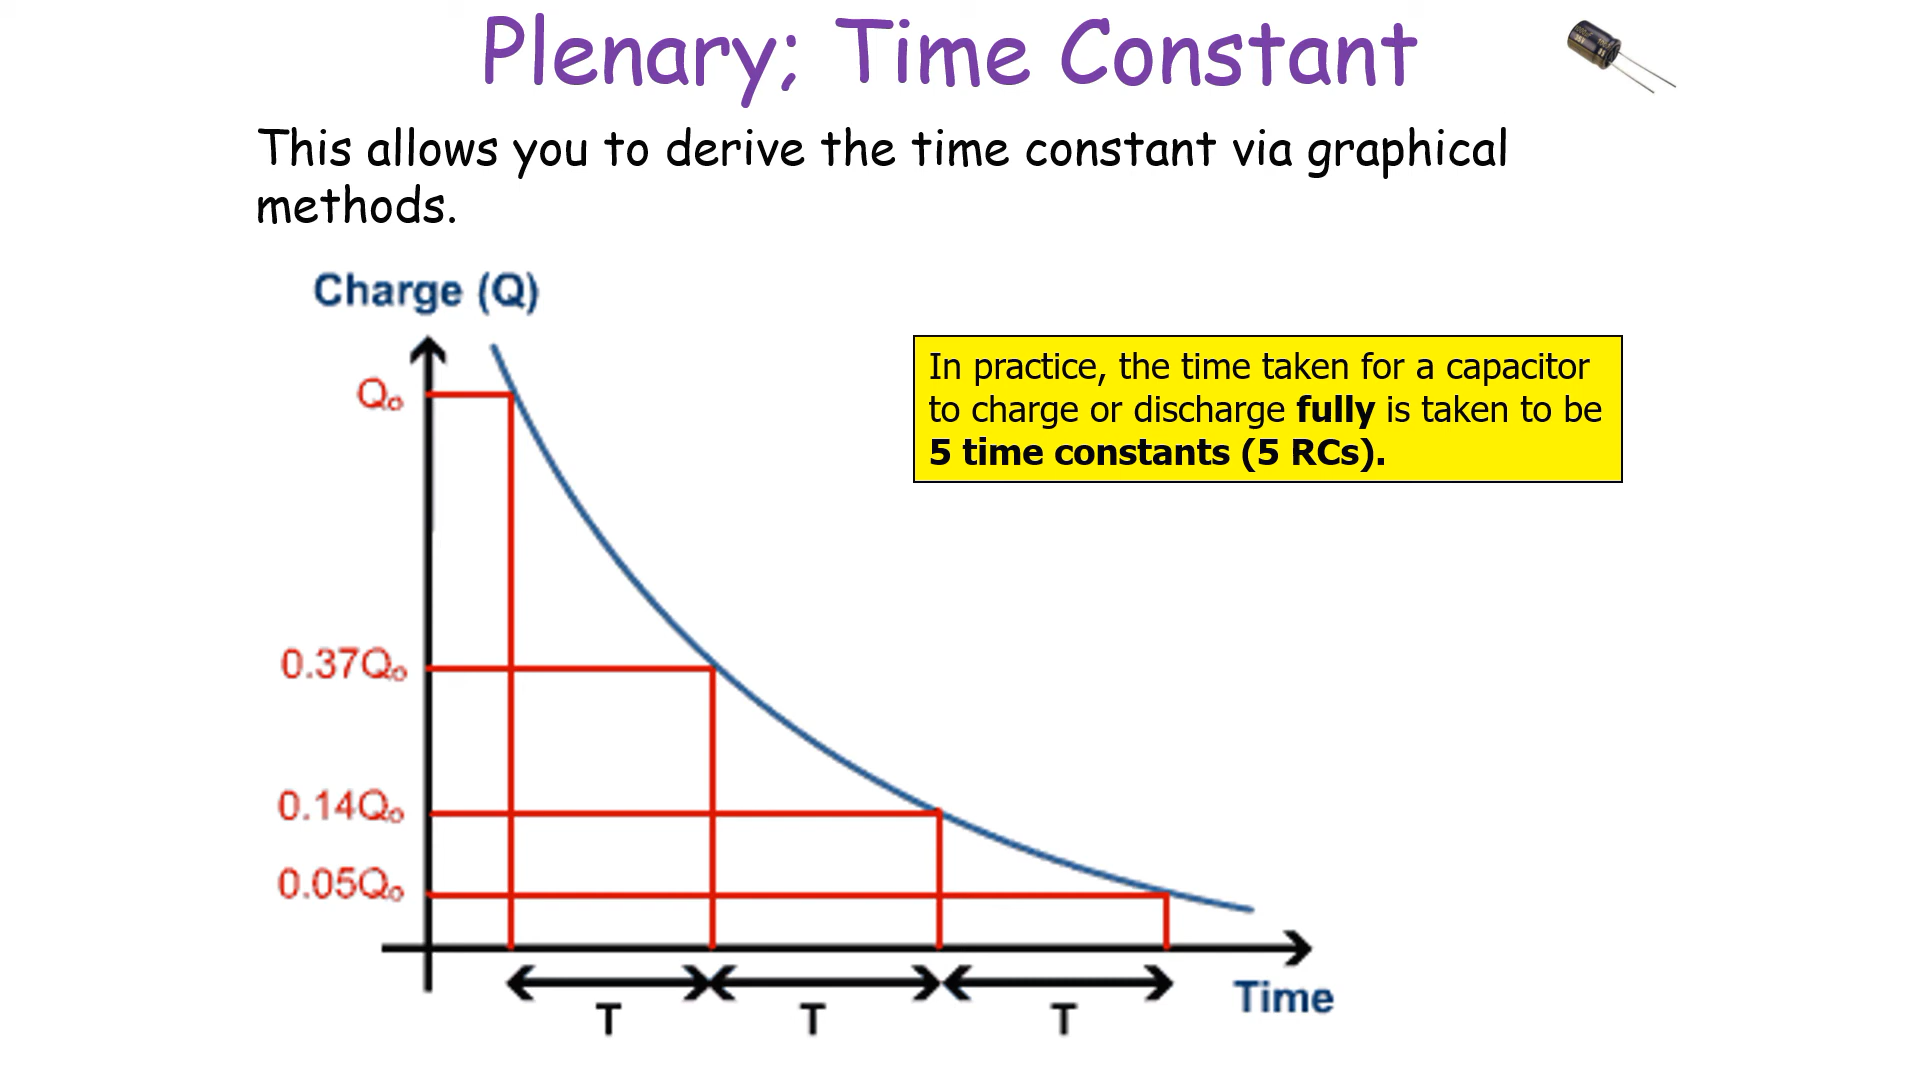 Plenary; Time Constant
This allows you to derive the time constant via graphical
methods.
Charge (Q)
In practice, the time taken for a capacitor
to charge or discharge fully is taken to be
5 time constants (5 RCs).
Q₀
0.37Q₀
0.14Q₀
0.05Q₀
T T T
Time